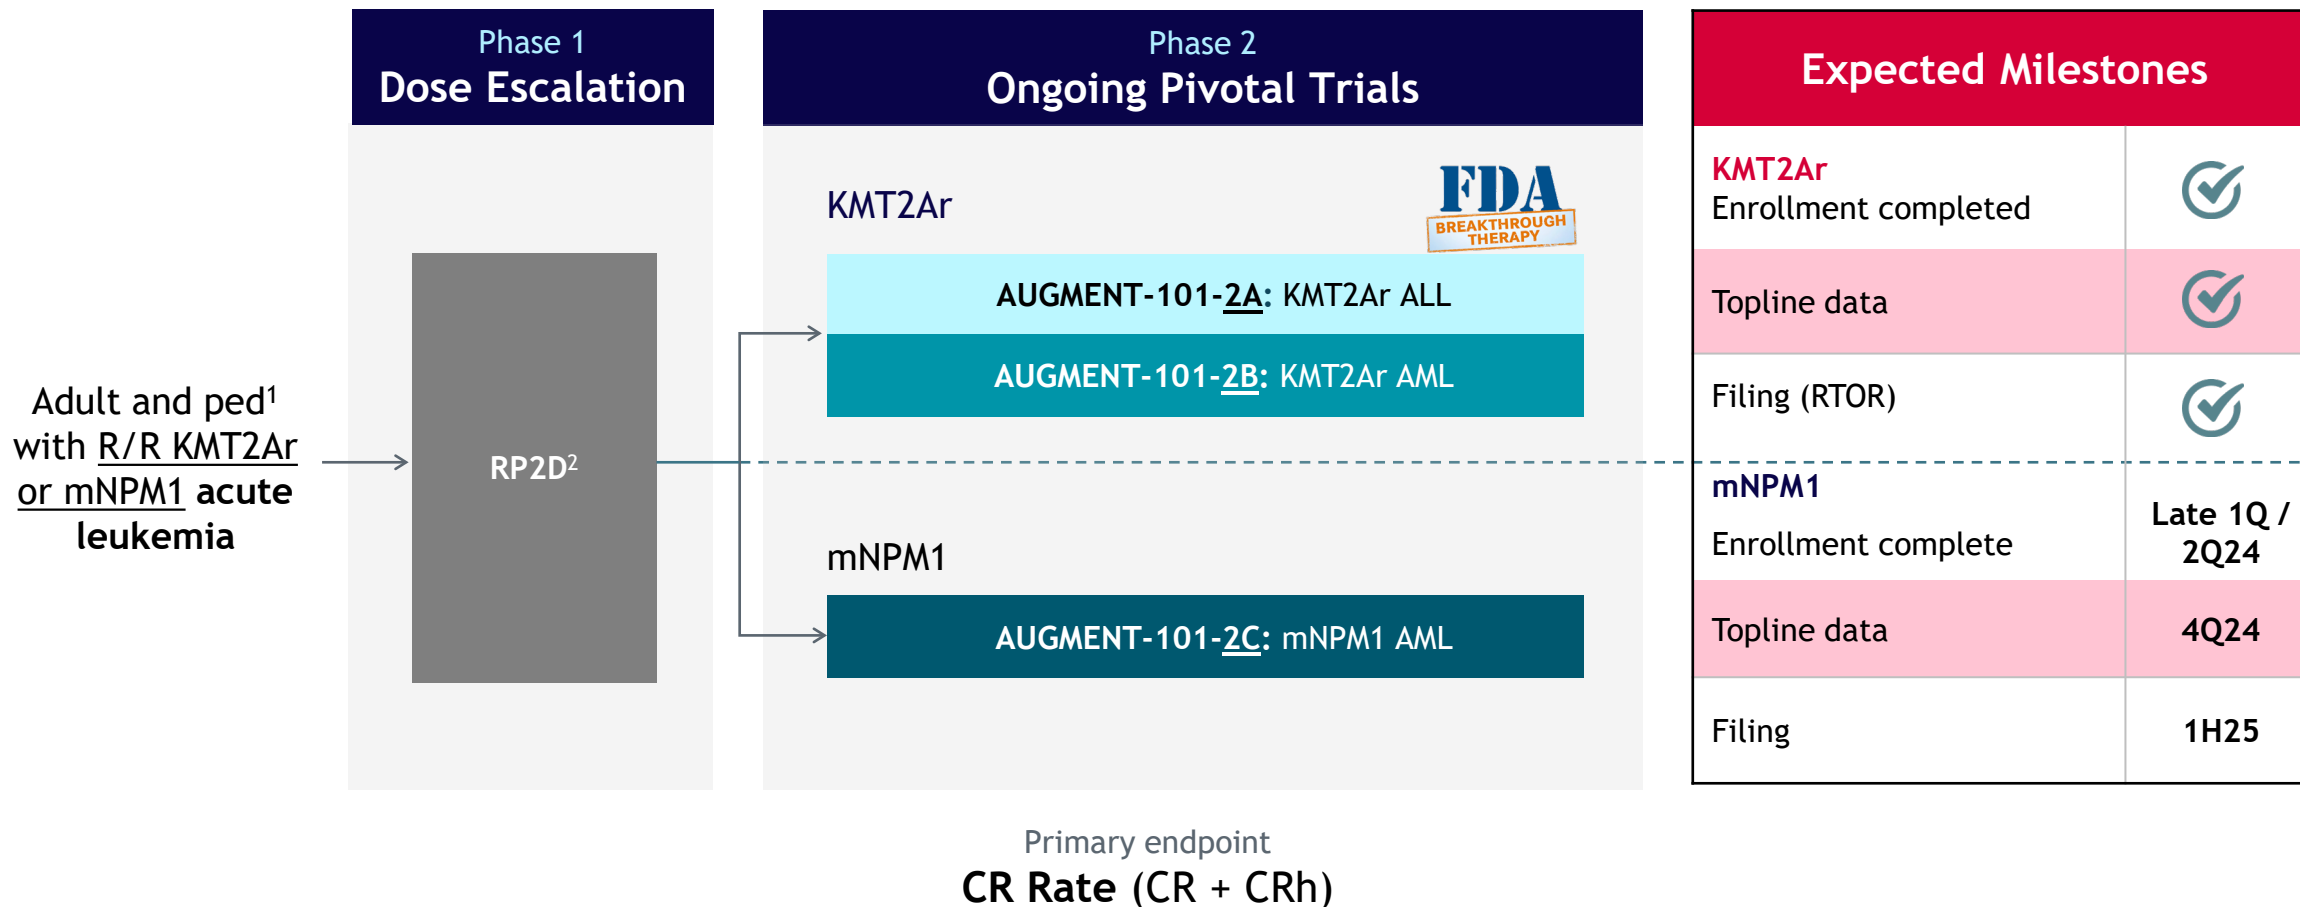 Phase 1
Dose Escalation
Phase 2
Ongoing Pivotal Trials
Expected Milestones
Adult and ped1
with R/R KMT2Ar
or mNPM1 acute
leukemia
RP2D2
KMT2Ar
FDA
BREAKTHROUGH
THERAPY
AUGMENT-101-2A: KMT2Ar ALL
AUGMENT-101-2B: KMT2Ar AML
mNPM1
AUGMENT-101-2C: mNPM1 AML
KMT2Ar
Enrollment completed
Topline data
Filing (RTOR)
mNPM1
Enrollment complete
Late 1Q /
2Q24
Topline data
4Q24
Filing
1H25
Primary endpoint
CR Rate (CR + CRh)